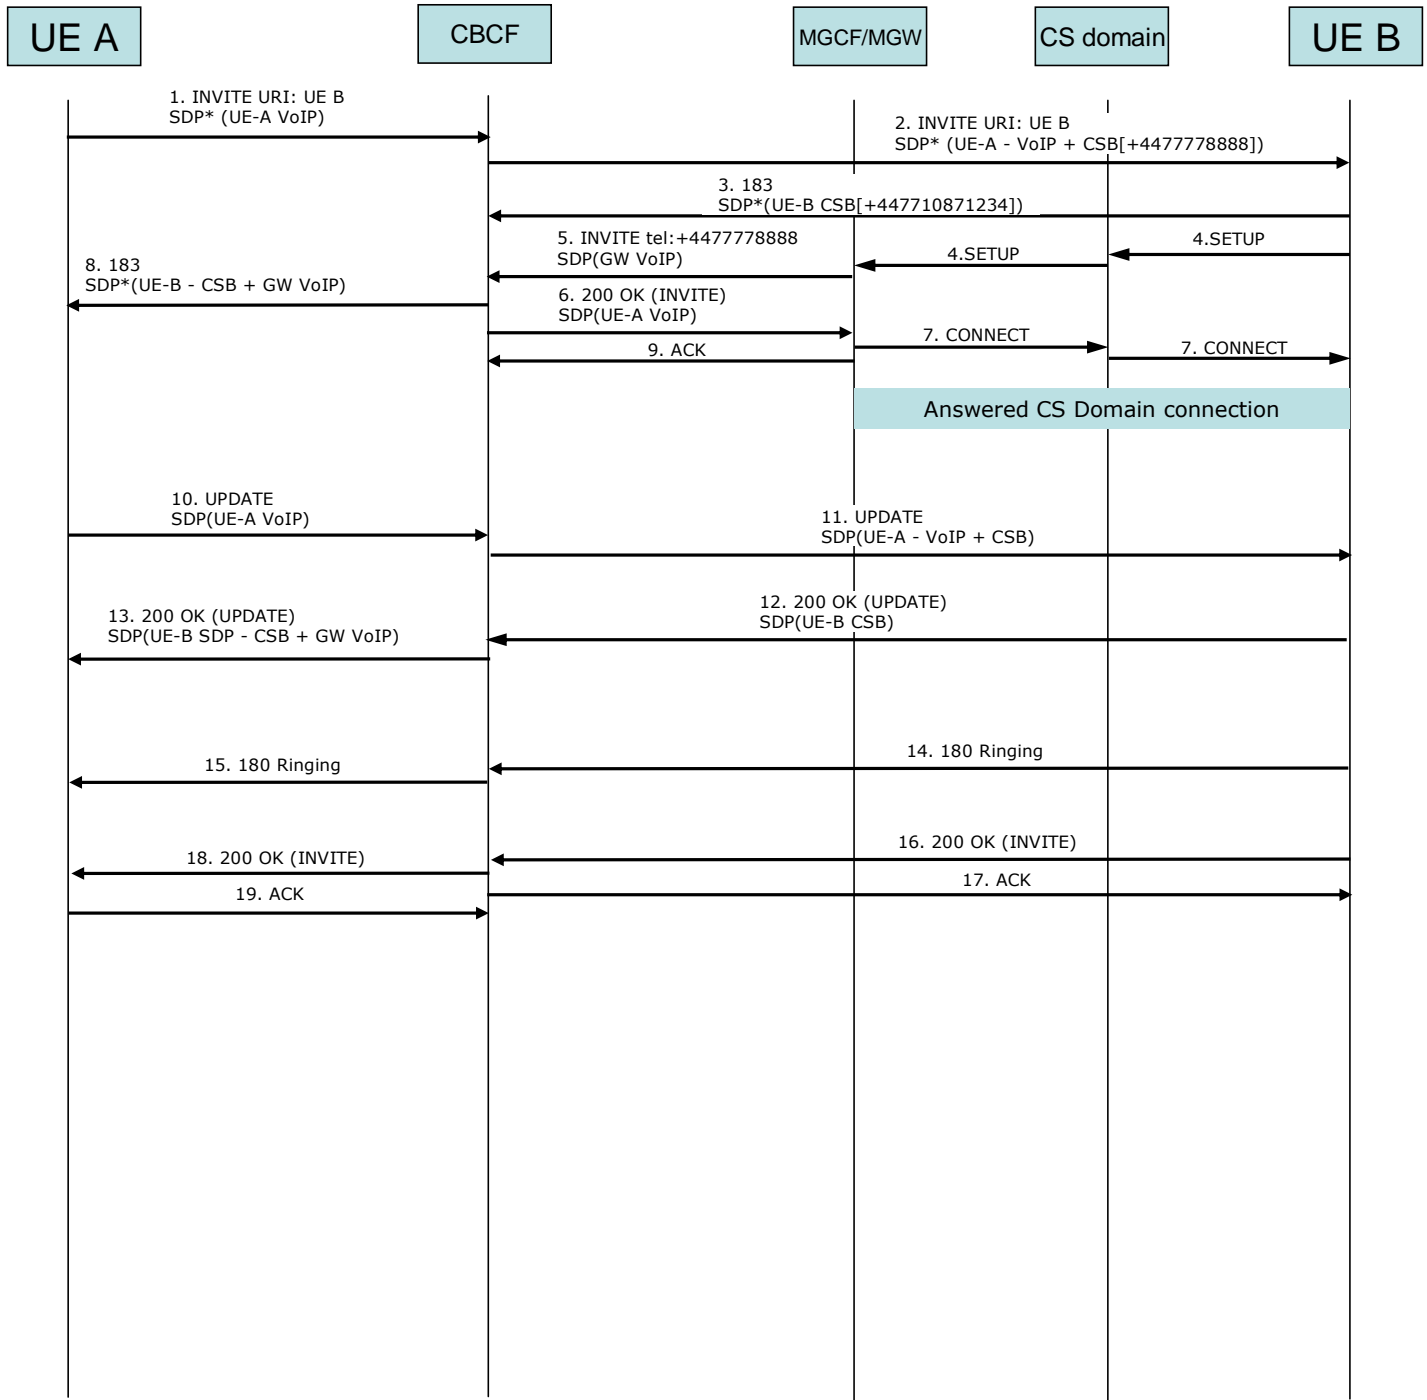 UE A
CBCF
MGCF/MGW
CS domain
UE B
1. INVITE URI: UE B
SDP* (UE-A VoIP)
2. INVITE URI: UE B
SDP* (UE-A - VoIP + CSB[+4477778888])
3. 183
SDP*(UE-B CSB[+447710871234])
4.SETUP
4.SETUP
5. INVITE tel:+4477778888
SDP(GW VoIP)
8. 183
SDP*(UE-B - CSB + GW VoIP)
6. 200 OK (INVITE)
SDP(UE-A VoIP)
7. CONNECT
7. CONNECT
9. ACK
Answered CS Domain connection
10. UPDATE
SDP(UE-A VoIP)
11. UPDATE
SDP(UE-A - VoIP + CSB)
12. 200 OK (UPDATE)
SDP(UE-B CSB)
13. 200 OK (UPDATE)
SDP(UE-B SDP - CSB + GW VoIP)
14. 180 Ringing
15. 180 Ringing
16. 200 OK (INVITE)
18. 200 OK (INVITE)
17. ACK
19. ACK